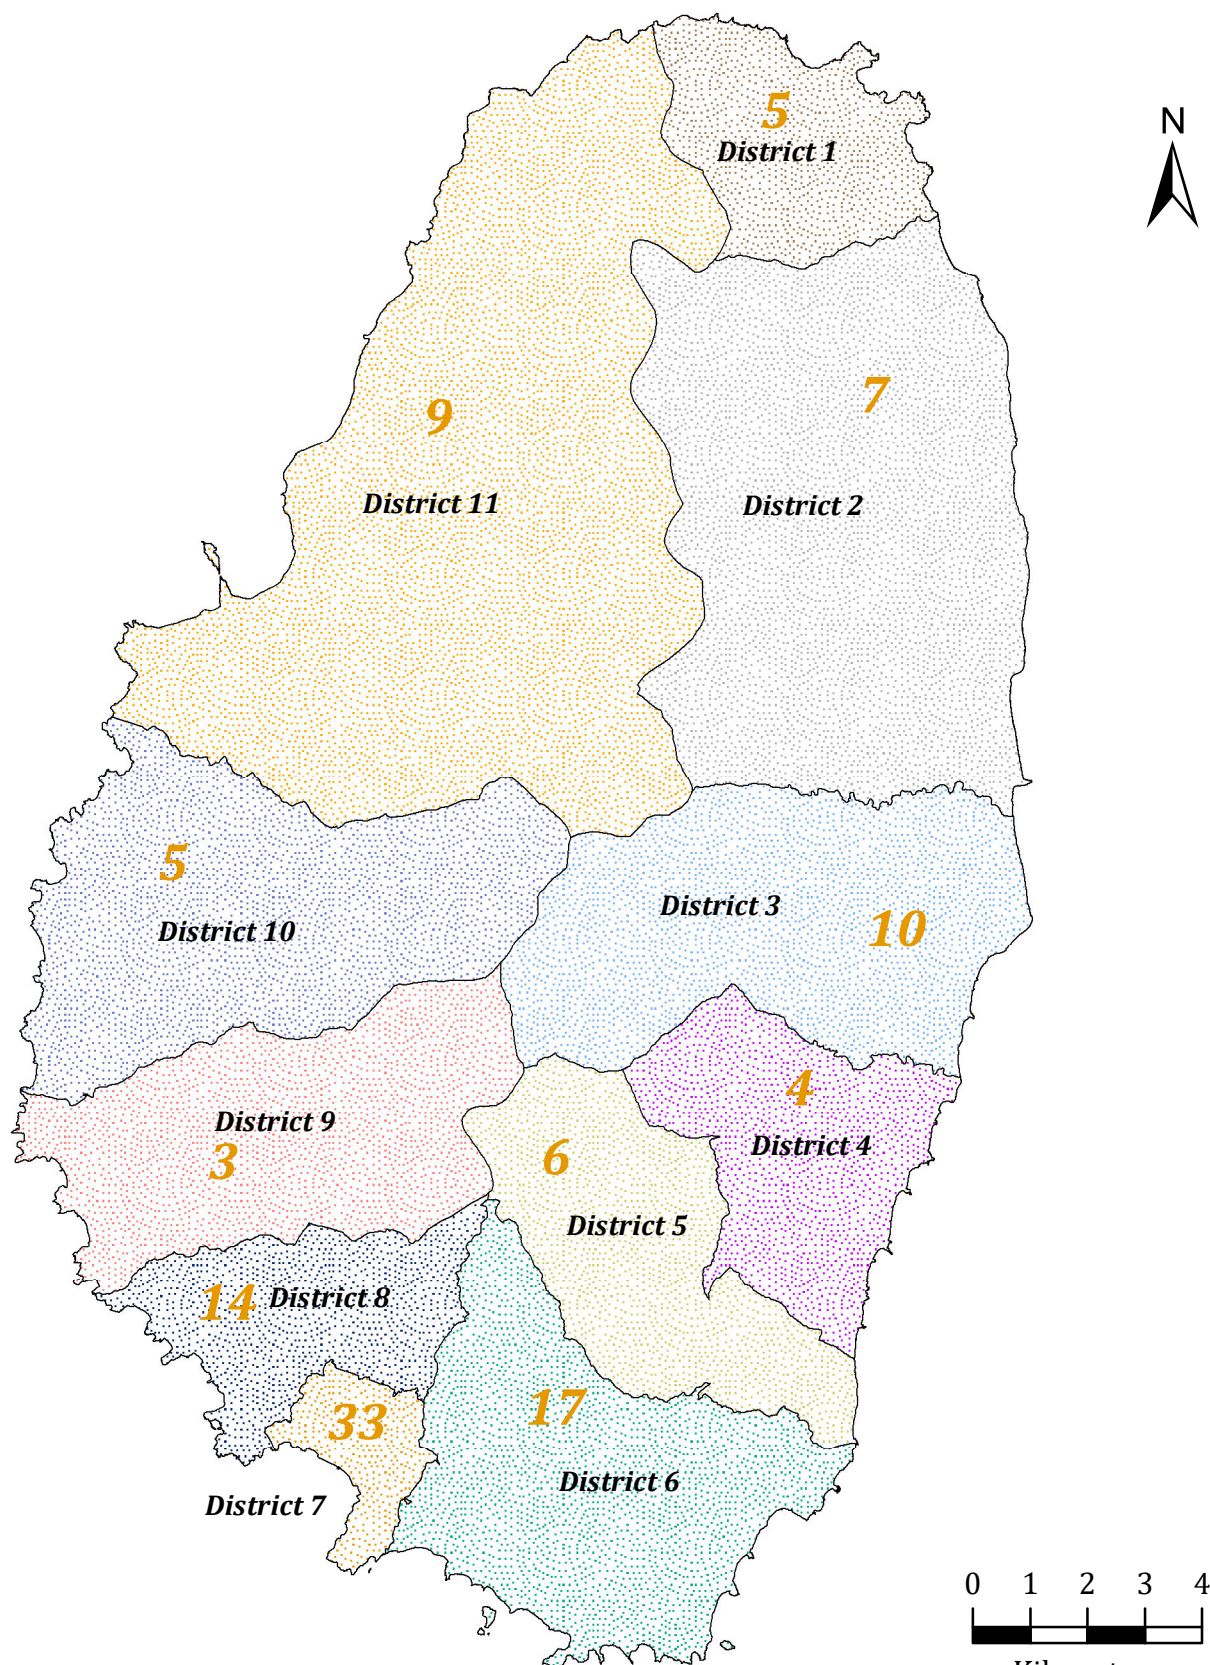 N
5
District 1
7
9
District 11
District 2
5
District 3
10
District 10
4
District 9
District 4
3
6
District 5
14 District 8
17
33
District 6
District 7
0 1 2 3 4